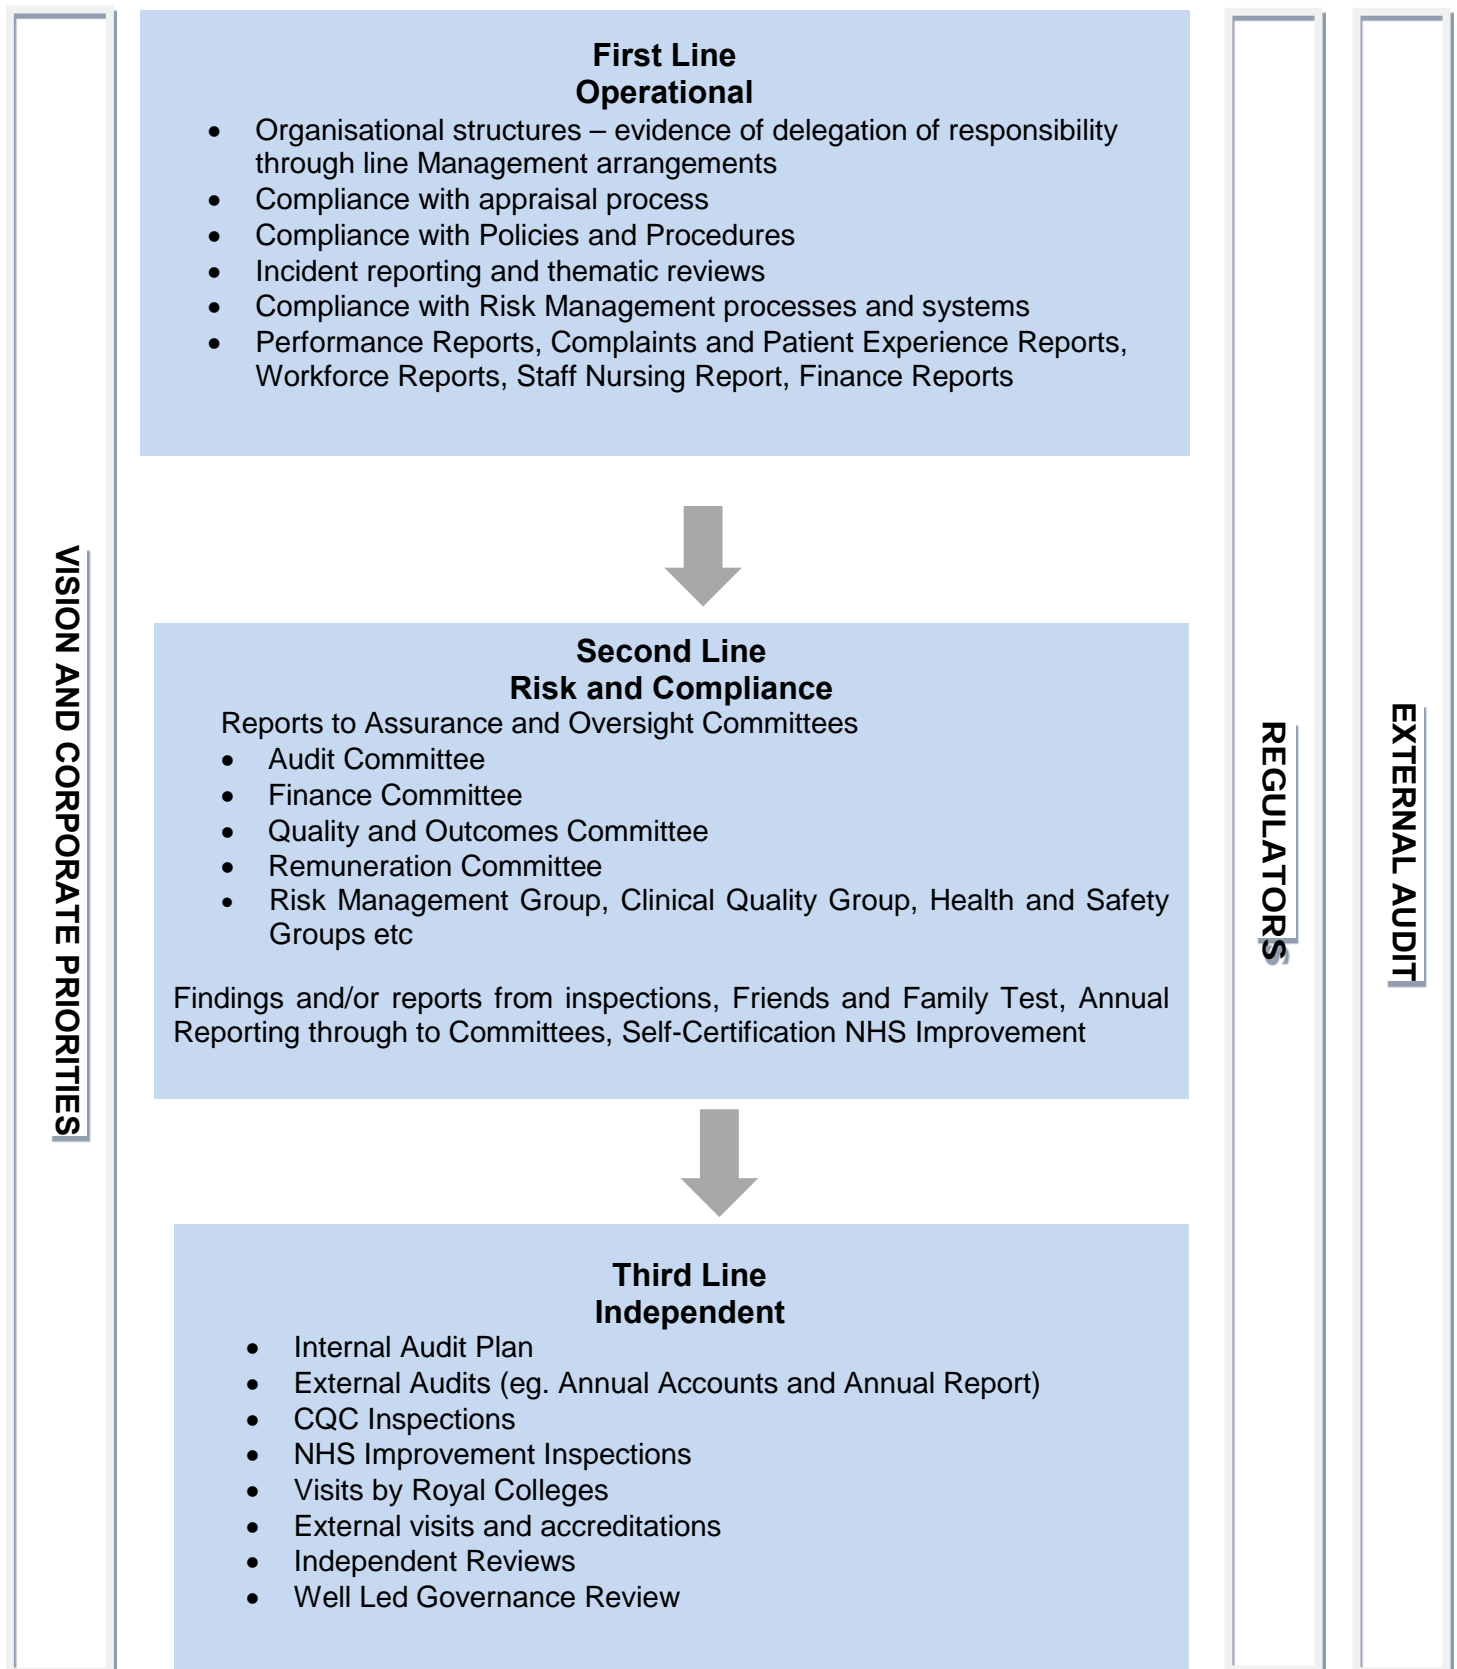 First Line
Operational
• Organisational structures – evidence of delegation of responsibility
through line Management arrangements
• Compliance with appraisal process
• Compliance with Policies and Procedures
• Incident reporting and thematic reviews
• Compliance with Risk Management processes and systems
• Performance Reports, Complaints and Patient Experience Reports,
Workforce Reports, Staff Nursing Report, Finance Reports
Second Line
Risk and Compliance
Reports to Assurance and Oversight Committees
• Audit Committee
• Finance Committee
• Quality and Outcomes Committee
• Remuneration Committee
• Risk Management Group, Clinical Quality Group, Health and Safety
Groups etc
Findings and/or reports from inspections, Friends and Family Test, Annual
Reporting through to Committees, Self-Certification NHS Improvement
Third Line
Independent
• Internal Audit Plan
• External Audits (eg. Annual Accounts and Annual Report)
• CQC Inspections
• NHS Improvement Inspections
• Visits by Royal Colleges
• External visits and accreditations
• Independent Reviews
• Well Led Governance Review
VISION AND CORPORATE PRIORITIES
REGULATORS
EXTERNAL AUDIT